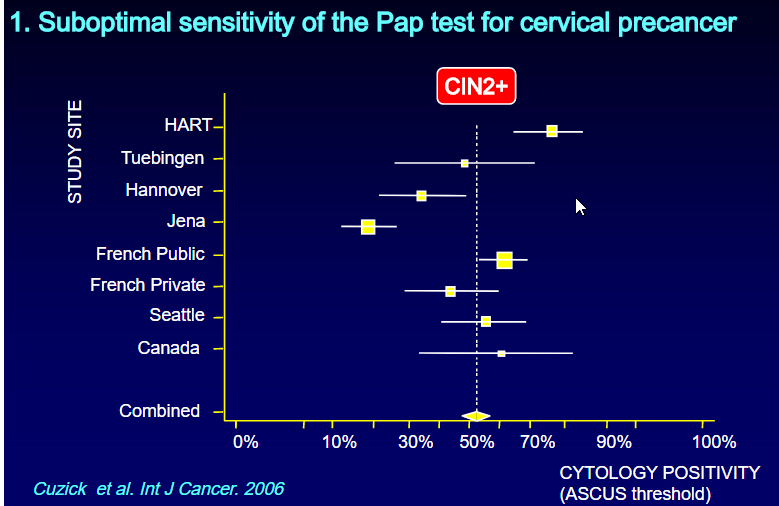 1. Suboptimal sensitivity of the Pap test for cervical precancer
CIN2+
STUDY SITE
HART
Tuebingen
Hannover
Jena
French Public
French Private
Seattle
Canada
Combined
0% 10% 30% 50% 70% 90% 100%
CYTOLOGY POSITIVITY
(ASCUS threshold)
Cuzick et al. Int J Cancer. 2006